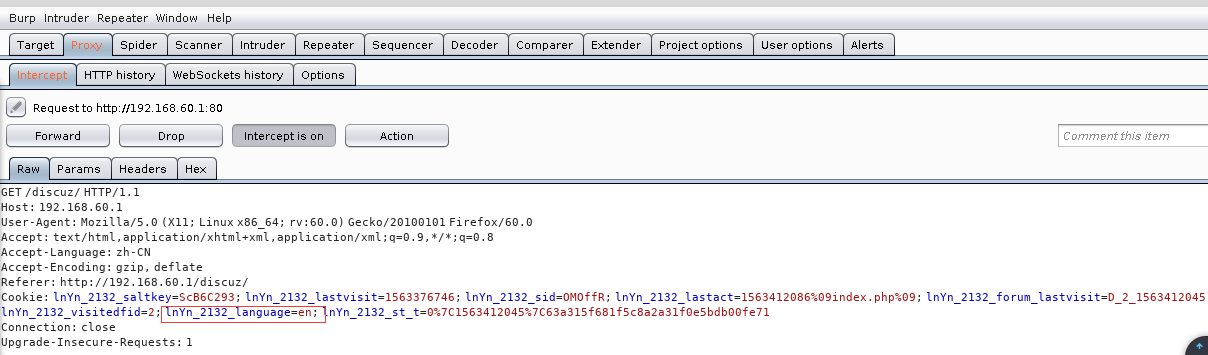 Burp Intruder Repeater Window Help
Target Proxy Spider Scanner Intruder Repeater Sequencer Decoder Comparer Extender Project options User options Alerts
Intercept HTTP history WebSockets history Options
Request to http://192.168.60.1:80
Forward Drop Intercept is on Action Comment this item
Raw Params Headers Hex
GET /discuz/ HTTP/1.1
Host: 192.168.60.1
User-Agent: Mozilla/5.0 (X11; Linux x86_64; rv:60.0) Gecko/20100101 Firefox/60.0
Accept: text/html,application/xhtml+xml,application/xml;q=0.9,*/*;q=0.8
Accept-Language: zh-CN
Accept-Encoding: gzip, deflate
Referer: http://192.168.60.1/discuz/
Cookie: lnYn_2132_saltkey=ScB6C293; lnYn_2132_lastvisit=1563376746; lnYn_2132_sid=OMOffR; lnYn_2132_lastact=1563412086%09index.php%09; lnYn_2132_forum_lastvisit=D_2_1563412045
lnYn_2132_visitedfid=2; lnYn_2132_language=en; lnYn_2132_st_t=0%7C1563412045%7C63a315f681f5c8a2a31f0e5bdb00fe71
Connection: close
Upgrade-Insecure-Requests: 1